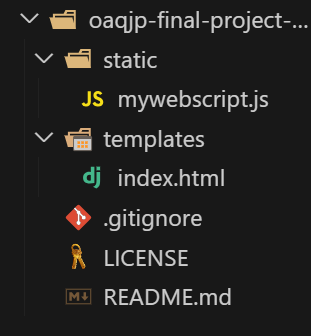 oaqjp-final-project-...
static
JS mywebscript.js
templates
dj index.html
.gitignore
LICENSE
README.md